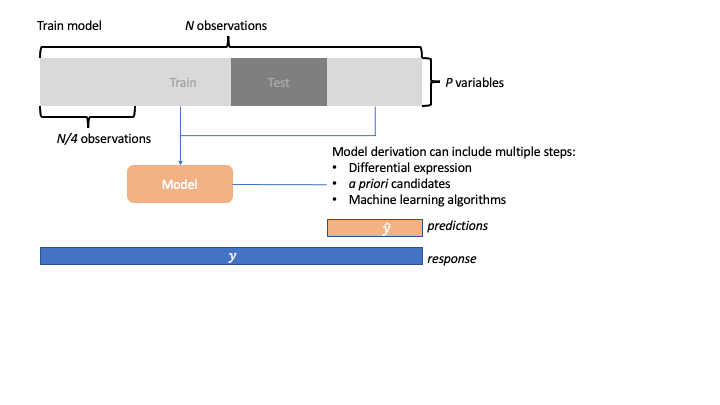 Train model
N observations
Train
Test
P variables
N/4 observations
Model derivation can include multiple steps:
• Differential expression
• a priori candidates
• Machine learning algorithms
Model
ŷ
predictions
y
response